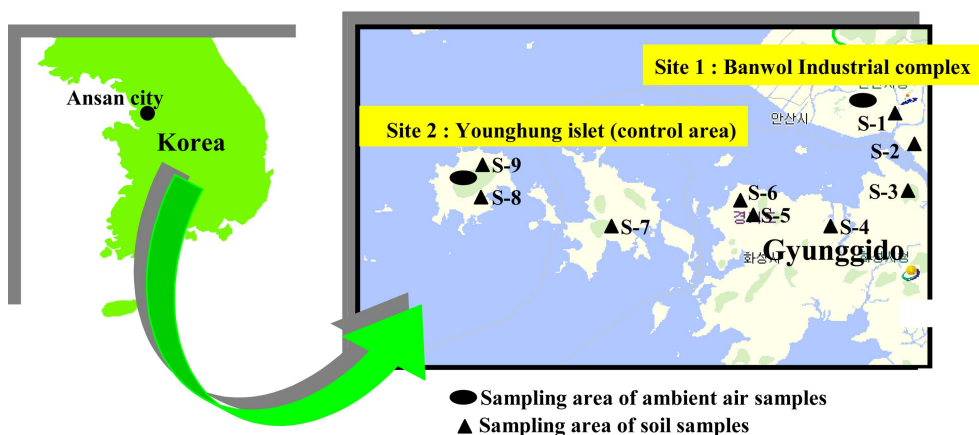 Ansan city
Korea
Site 1 : Banwol Industrial complex
안산시
S-1
S-2
Site 2 : Younghung islet (control area)
S-9
S-8
S-7
S-6
S-5
S-4
S-3
Gyunggido
화성시
Sampling area of ambient air samples
Sampling area of soil samples